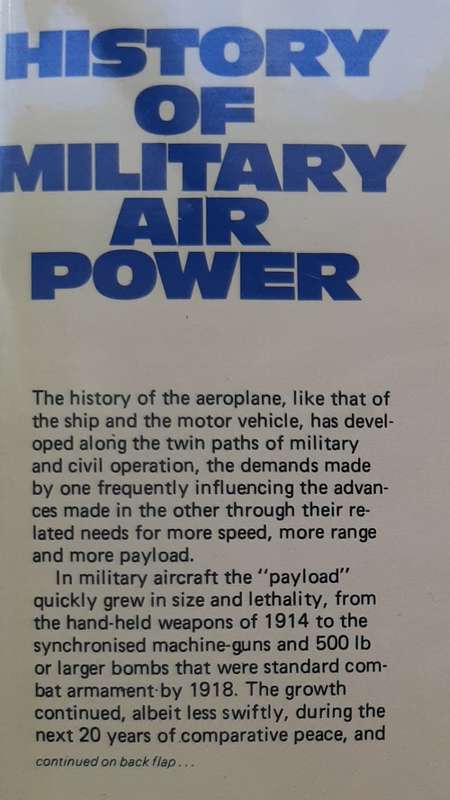 HISTORY
OF
MILITARY
AIR
POWER
The history of the aeroplane, like that of
the ship and the motor vehicle, has devel-
oped along the twin paths of military
and civil operation, the demands made
by one frequently influencing the advan-
ces made in the other through their re-
lated needs for more speed, more range
and more payload.
In military aircraft the "payload"
quickly grew in size and lethality, from
the hand-held weapons of 1914 to the
synchronised machine-guns and 500 lb
or larger bombs that were standard com-
bat armament by 1918. The growth
continued, albeit less swiftly, during the
next 20 years of comparative peace, and
continued on back flap . . .